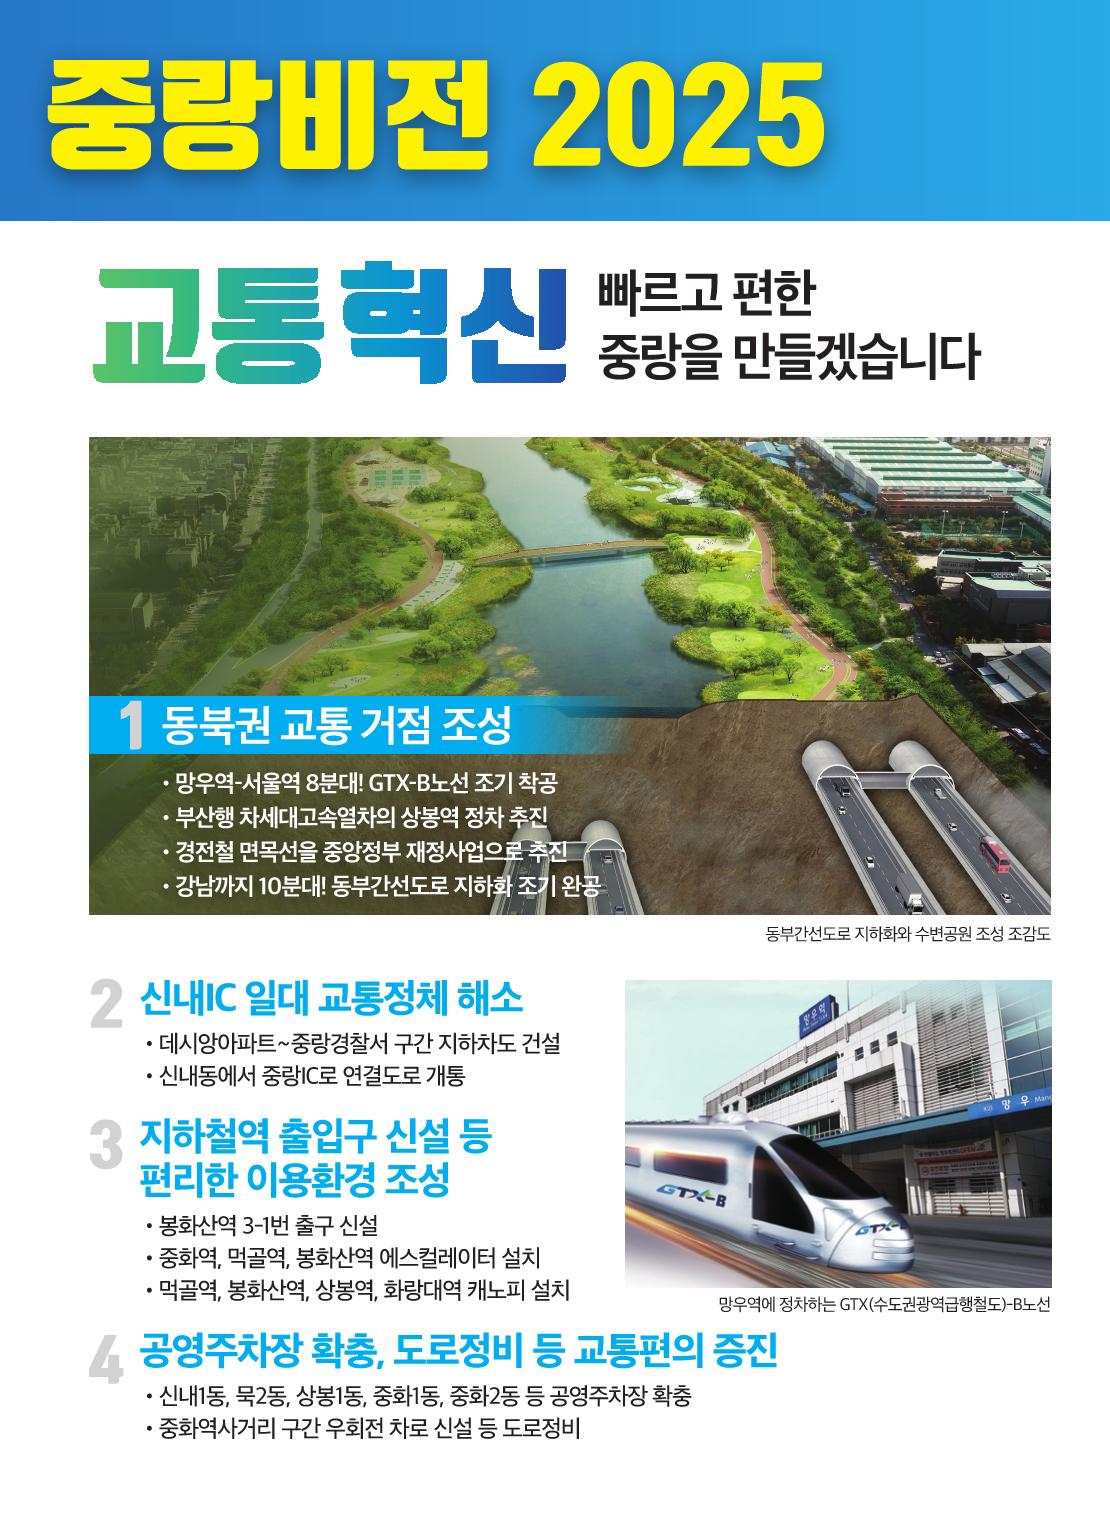 중랑비전 2025
교통혁신
빠르고 편한
중랑을 만들겠습니다
1 동북권 교통 거점 조성
• 망우역-서울역 8분대! GTX-B노선 조기 착공
• 부산행 차세대고속열차의 상봉역 정차 추진
• 경전철 면목선을 중앙정부 재정사업으로 추진
• 강남까지 10분대! 동부간선도로 지하화 조기 완공
동부간선도로 지하화와 수변공원 조성 조감도
2 신내IC 일대 교통정체 해소
• 데시앙아파트~중랑경찰서 구간 지하차도 건설
• 신내동에서 중랑IC로 연결도로 개통
3 지하철역 출입구 신설 등
편리한 이용환경 조성
• 봉화산역 3-1번 출구 신설
• 중화역, 먹골역, 봉화산역 에스컬레이터 설치
• 먹골역, 봉화산역, 상봉역, 화랑대역 캐노피 설치
망우역
망우
GTX-B
GTX-B
망우역에 정차하는 GTX(수도권광역급행철도)-B노선
4 공영주차장 확충, 도로정비 등 교통편의 증진
• 신내1동, 묵2동, 상봉1동, 중화1동, 중화2동 등 공영주차장 확충
• 중화역사거리 구간 우회전 차로 신설 등 도로정비